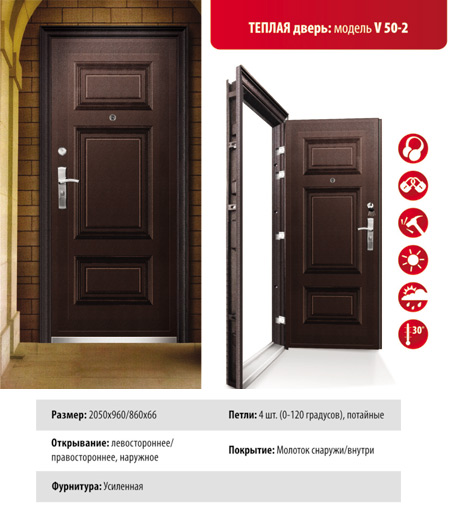 ТЕПЛАЯ дверь: модель V 50-2
30°
Размер: 2050х960/860х66
Петли: 4 шт. (0-120 градусов), потайные
Открывание: левостороннее/
правостороннее, наружное
Покрытие: Молоток снаружи/внутри
Фурнитура: Усиленная